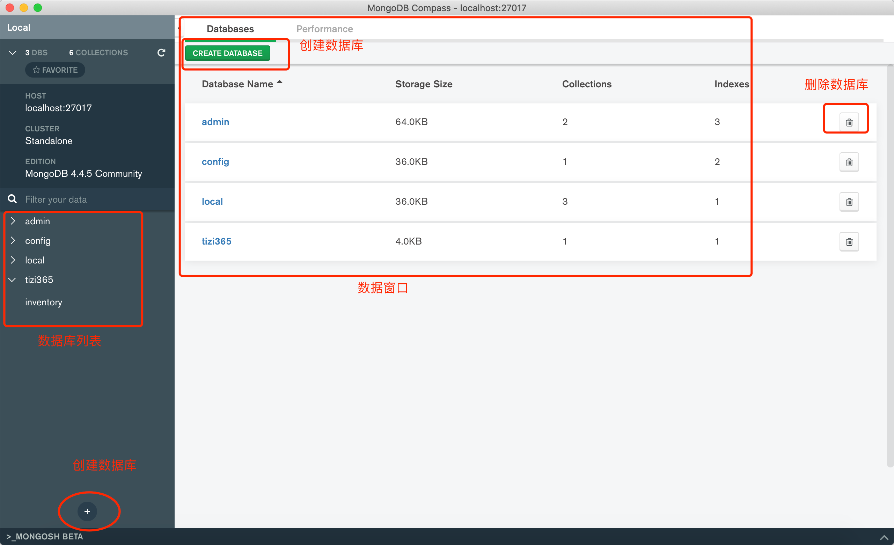 MongoDB Compass - localhost:27017
Local
3 DBS 6 COLLECTIONS
FAVORITE
HOST
localhost:27017
CLUSTER
Standalone
EDITION
MongoDB 4.4.5 Community
Filter your data
admin
config
local
tizi365
inventory
数据库列表
创建数据库
+
Databases Performance
CREATE DATABASE 创建数据库
Database Name Storage Size Collections Indexes 删除数据库
admin 64.0KB 2 3
config 36.0KB 1 2
local 36.0KB 3 1
tizi365 4.0KB 1 1
数据窗口
>_MONGOSH BETA